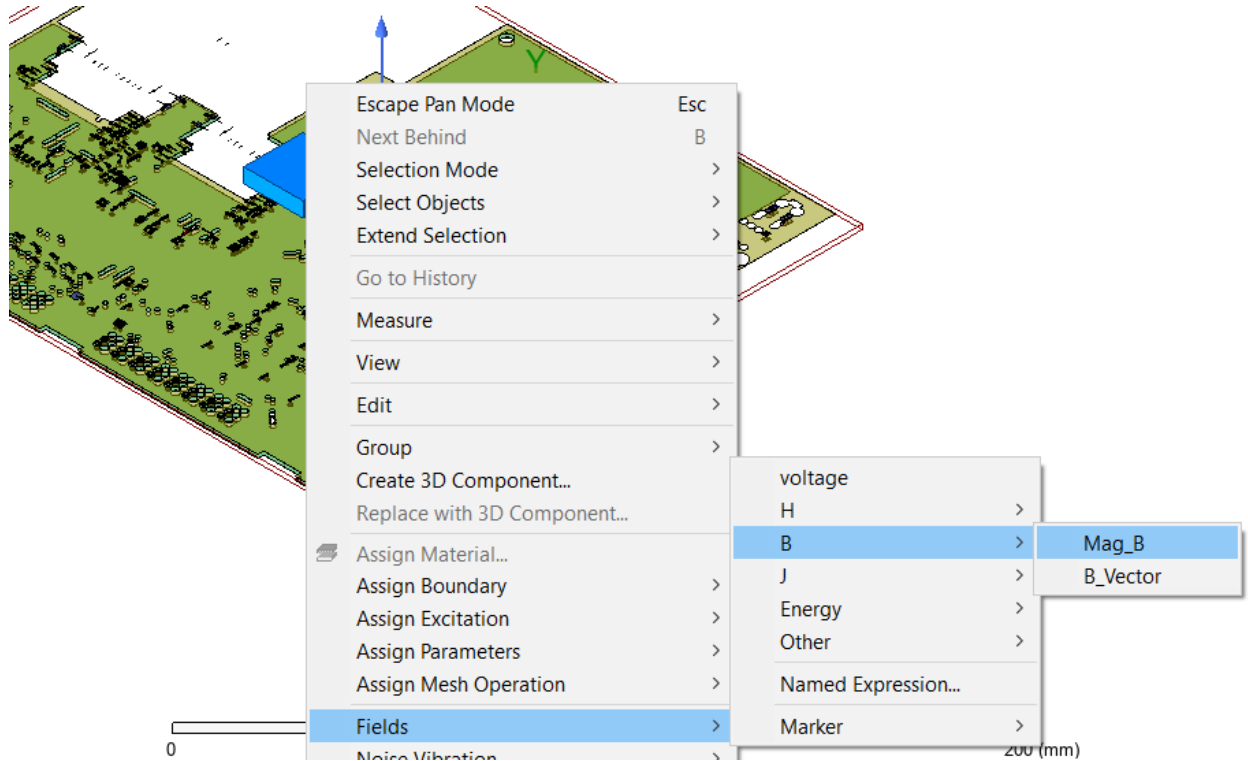 Y
Escape Pan Mode Esc
Next Behind B
Selection Mode
Select Objects
Extend Selection
Go to History
Measure
View
Edit
Group
Create 3D Component...
Replace with 3D Component...
Assign Material...
Assign Boundary
Assign Excitation
Assign Parameters
Assign Mesh Operation
Fields
Noise Vibration
voltage
H
B
J
Energy
Other
Named Expression...
Marker
Mag_B
B_Vector
0
200 (mm)